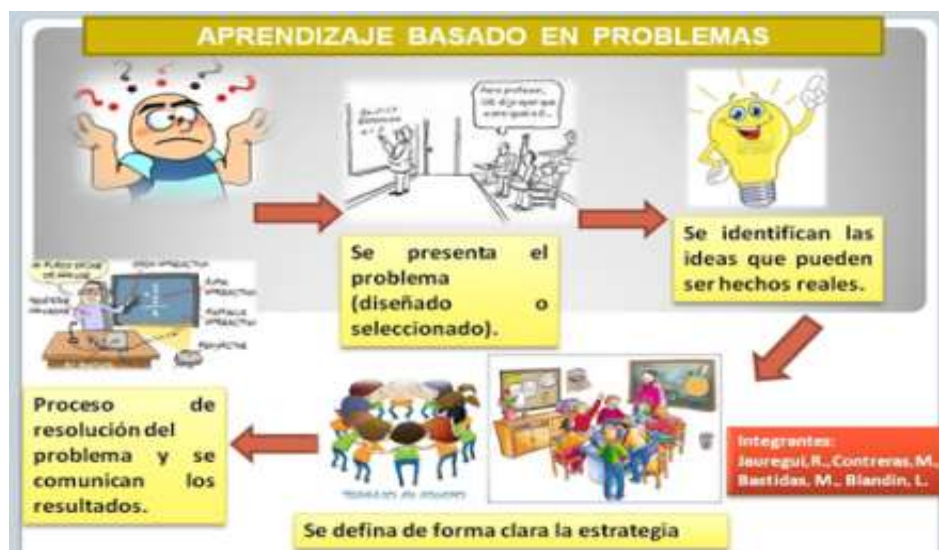 APRENDIZAJE BASADO EN PROBLEMAS
Se presenta el
problema
(diseñado o
seleccionado).
Se identifican las
ideas que pueden
ser hechos reales.
Proceso de
resolución del
problema y se
comunican los
resultados.
Integrantes:
Jauregui,R., Contreras,M.,
Bastidas, M., Blandin, L.
Se defina de forma clara la estrategia